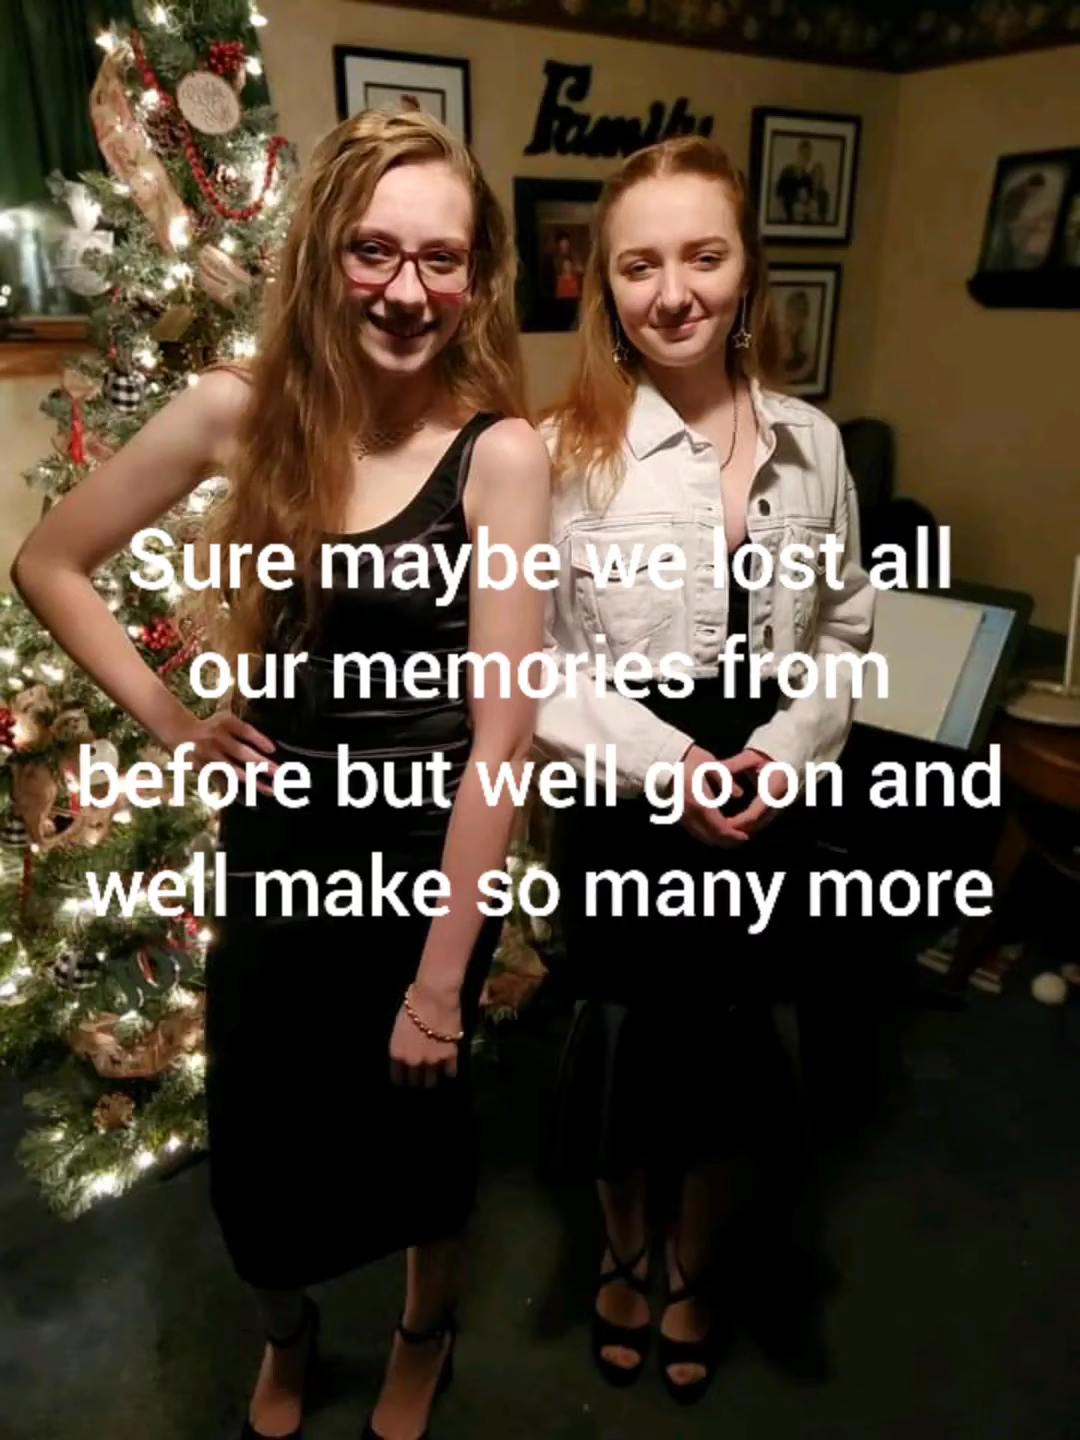 Family
Sure maybe we lost all
our memories from
before but well go on and
well make so many more